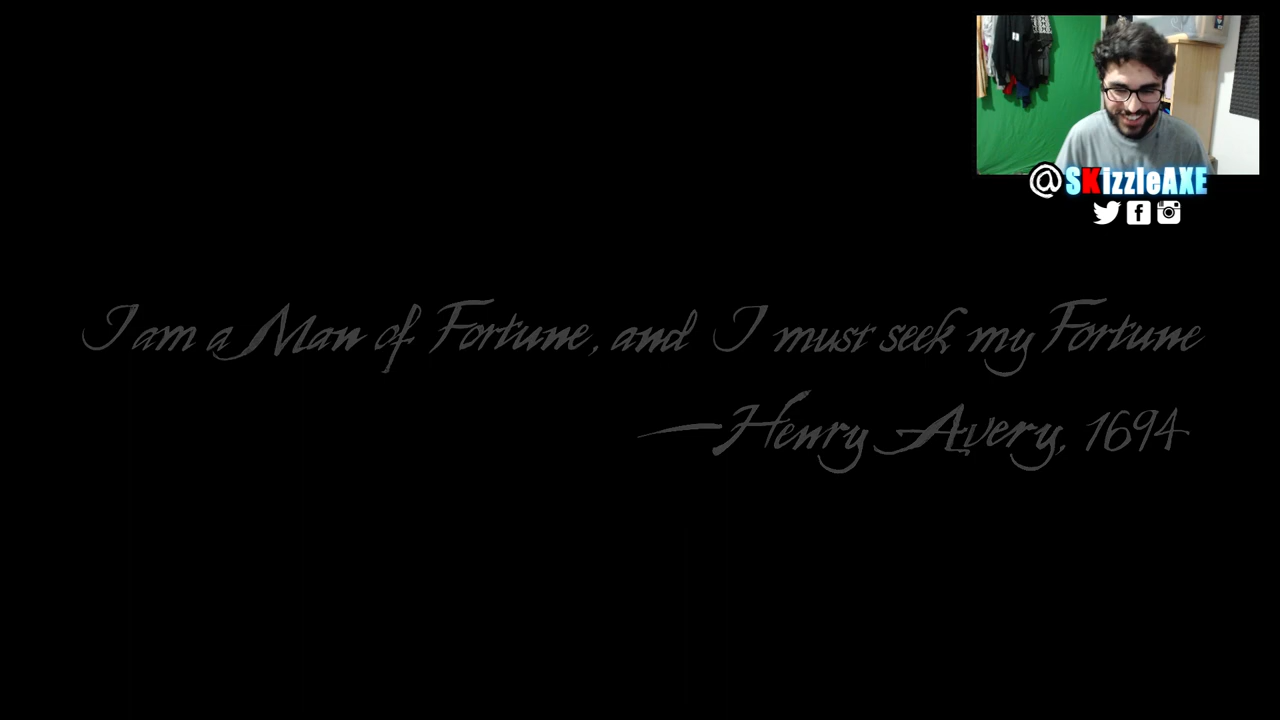 @SKizzleAXE
I am a Man of Fortune, and I must seek my Fortune
—Henry Avery, 1694